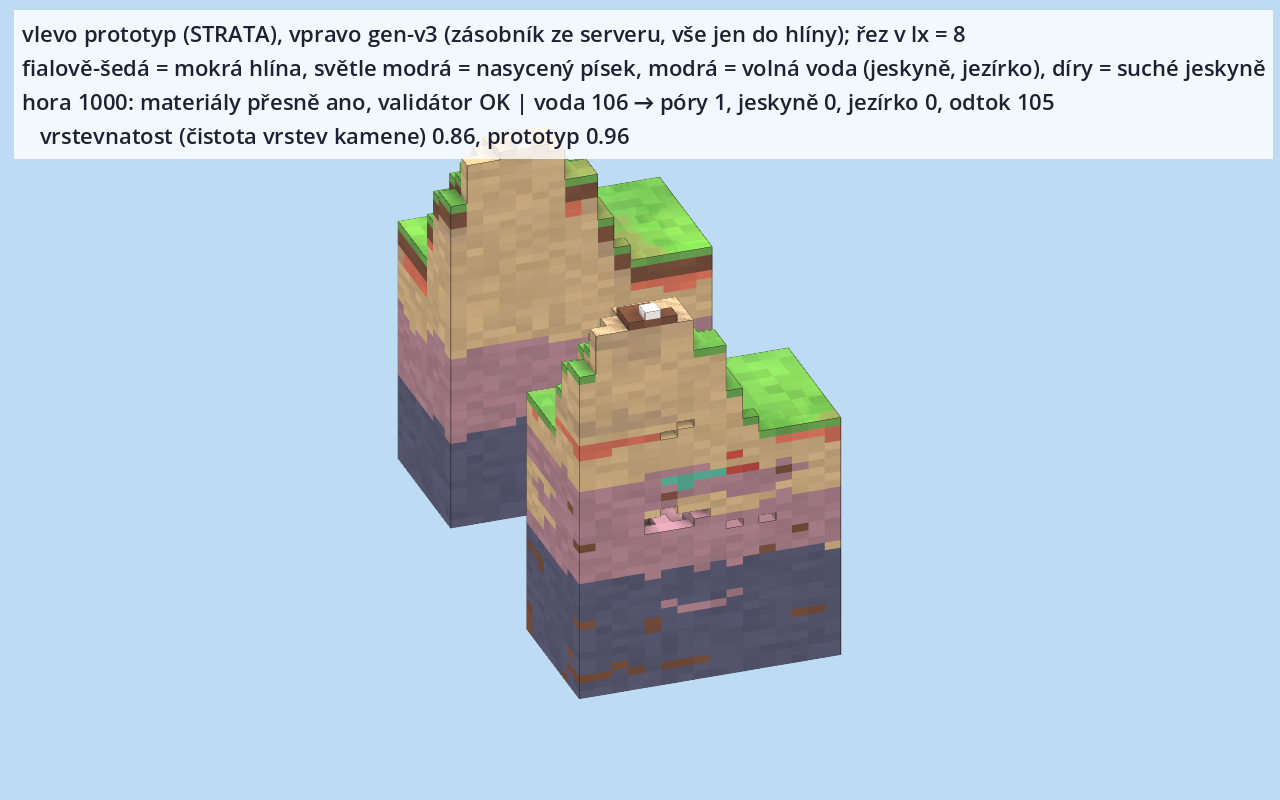 vlevo prototyp (STRATA), vpravo gen-v3 (zásobník ze serveru, vše jen do hlíny); řez v lx = 8
fialově-šedá = mokrá hlína, světle modrá = nasycený písek, modrá = volná voda (jeskyně, jezírko), díry = suché jeskyně
hora 1000: materiály přesně ano, validátor OK | voda 106 → póry 1, jeskyně 0, jezírko 0, odtok 105
vrstevnatost (čistota vrstev kamene) 0.86, prototyp 0.96